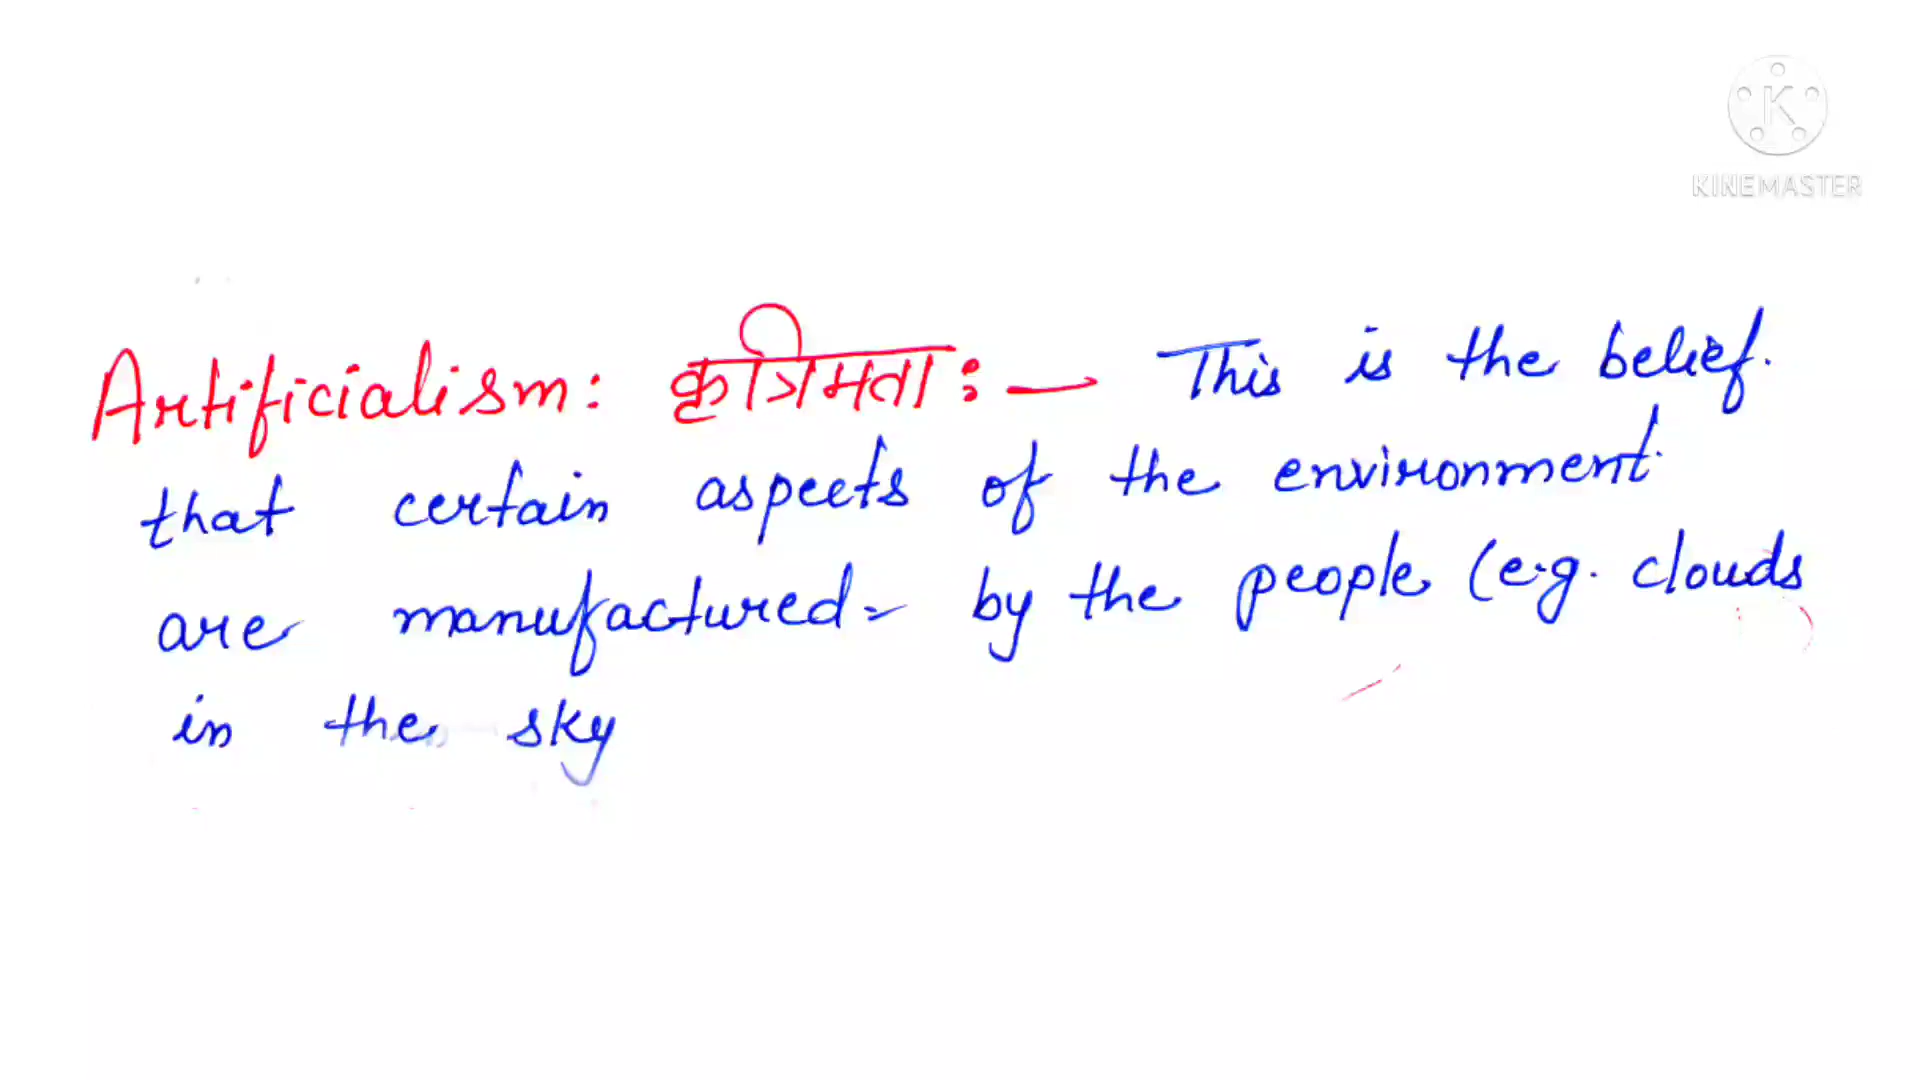 K
KINEMASTER
Artificialism: कृत्रिमता :— This is the belief.
that certain aspects of the environment
are manufactured by the people (e.g. clouds
in the sky